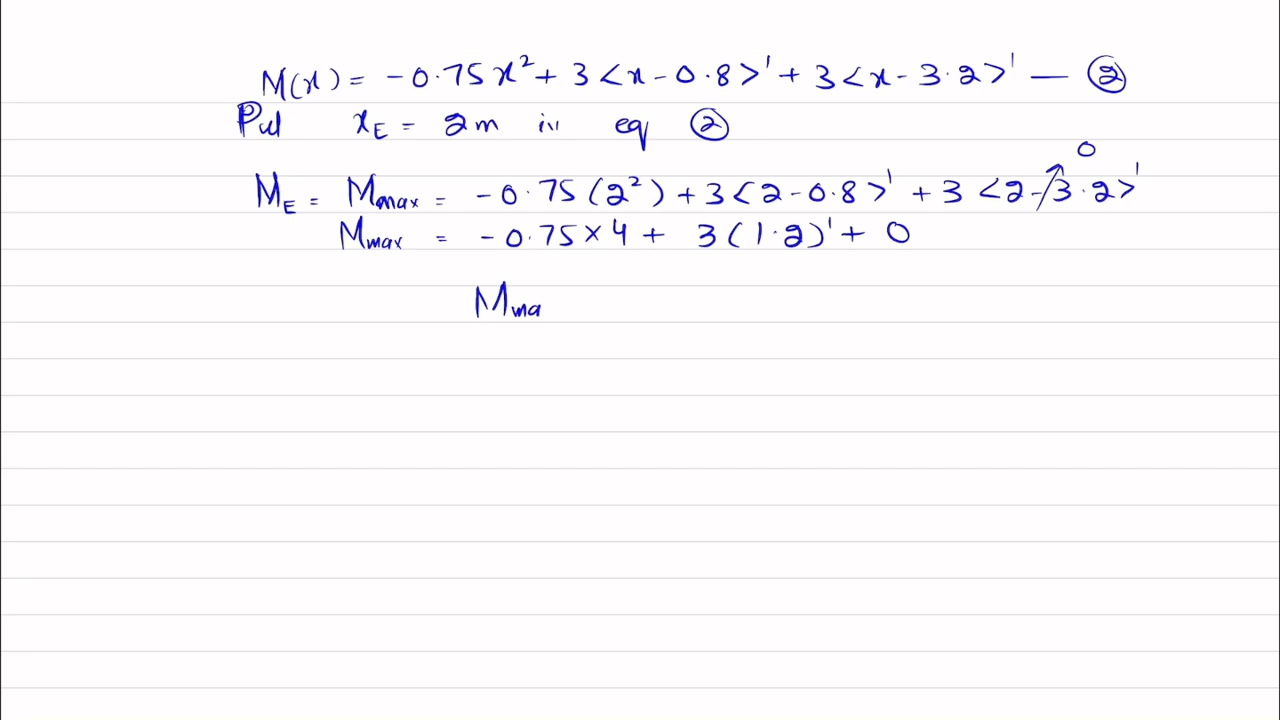 M(x) = -0.75x² + 3<x-0.8>¹ + 3<x-3.2>¹ — ②
Put x_E = 2m in eq ②
0
M_E = M_max = -0.75(2²) + 3<2-0.8>¹ + 3<2-3.2>¹
M_max = -0.75×4 + 3(1.2)¹ + 0
M_ma